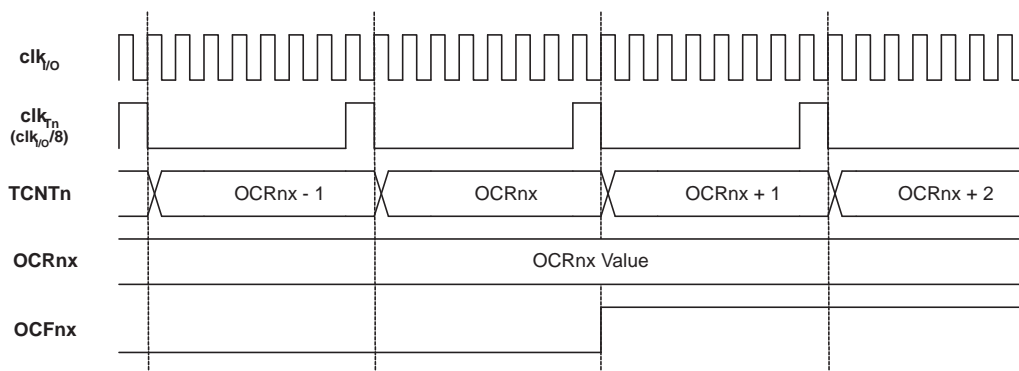 clkI/O
clkTn
(clkI/O/8)
TCNTn OCRnx - 1 OCRnx OCRnx + 1 OCRnx + 2
OCRnx OCRnx Value
OCFnx